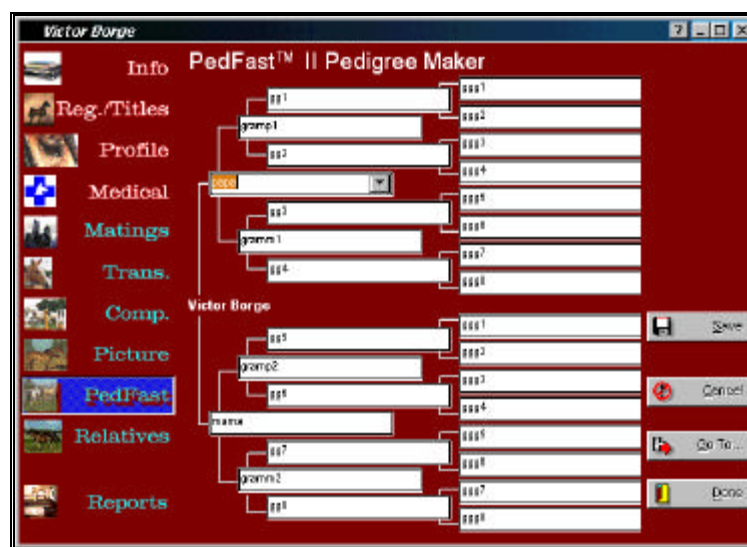 Victor Borge
PedFast™ II Pedigree Maker
Info
Reg./Titles
Profile
Medical
Matings
Trans.
Comp.
Picture
PedFast
Relatives
Reports
papa
gramp1
gg1
gg2
gramm1
gg3
gg4
ggg1
ggg2
ggg3
ggg4
ggg5
ggg6
ggg7
ggg8
Victor Borge
mama
gramp2
gg5
gg6
gramm2
gg7
gg8
ggg1
ggg2
ggg3
ggg4
ggg5
ggg6
ggg7
ggg8
Save
Cancel
Go To...
Done